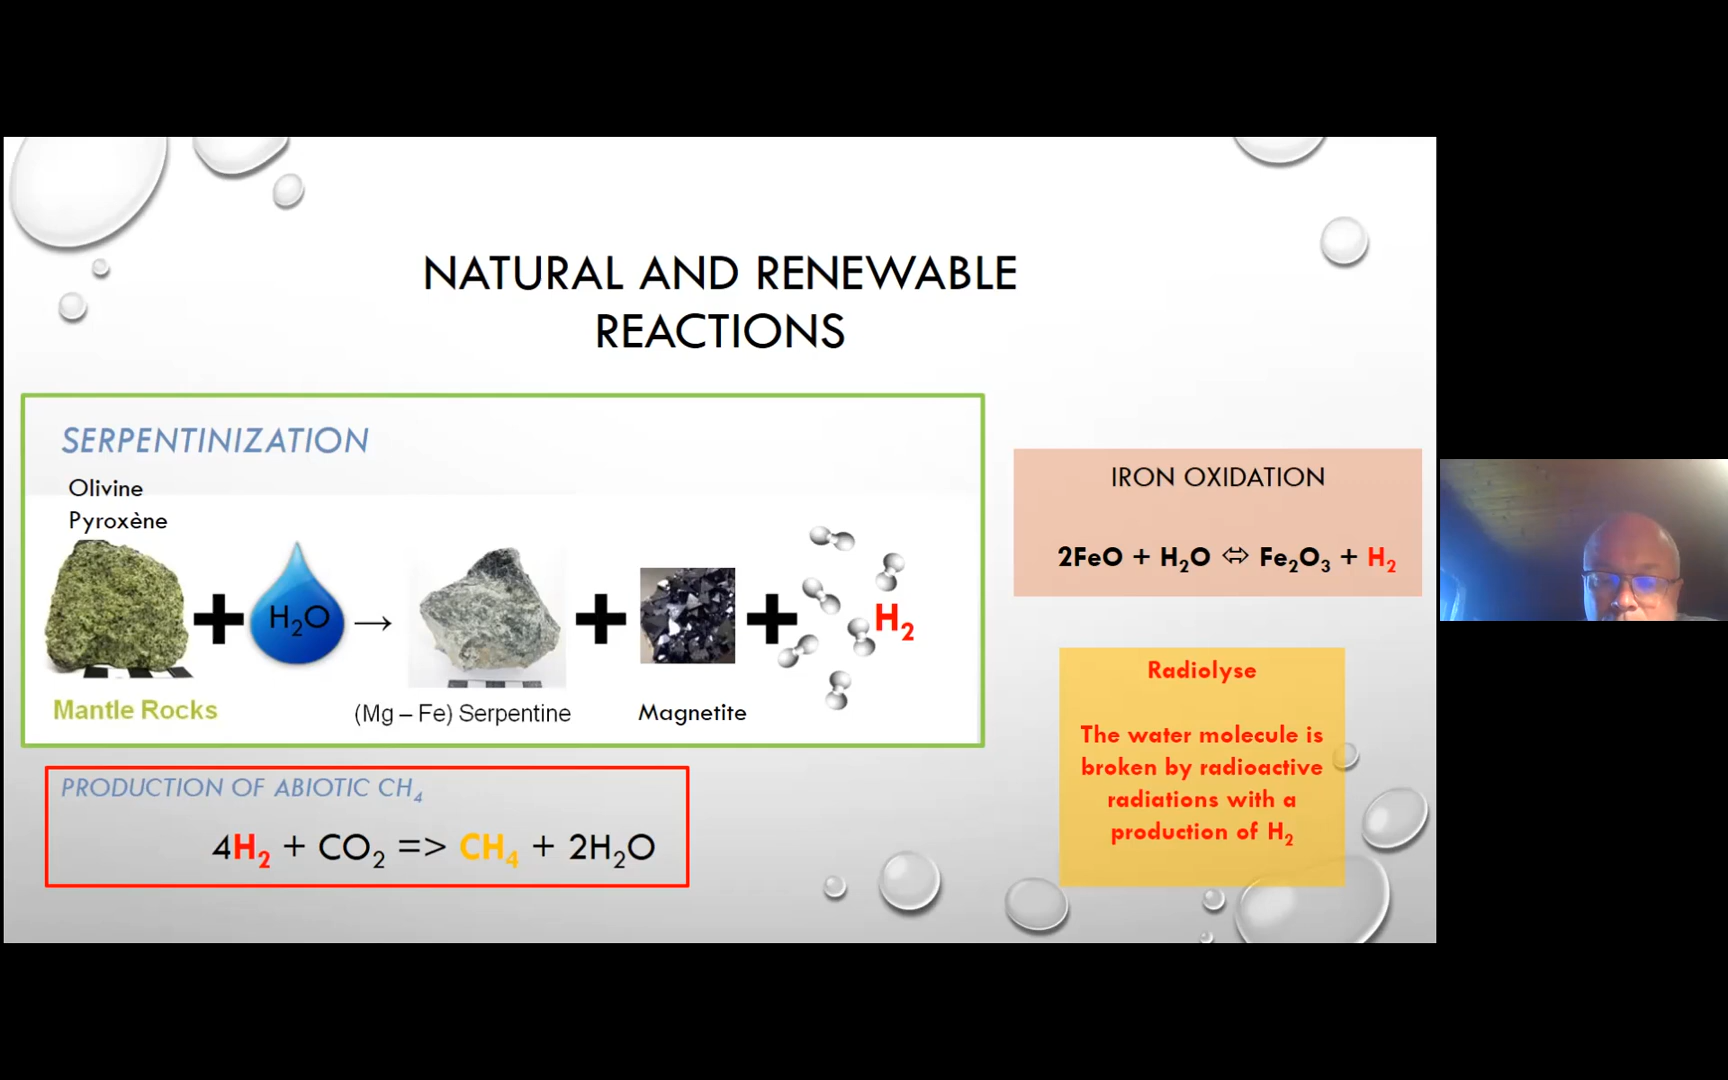 NATURAL AND RENEWABLE
REACTIONS
SERPENTINIZATION
Olivine
Pyroxène
H₂O →
H₂
Mantle Rocks
(Mg – Fe) Serpentine
Magnetite
PRODUCTION OF ABIOTIC CH₄
4H₂ + CO₂ => CH₄ + 2H₂O
IRON OXIDATION
2FeO + H₂O ⇔ Fe₂O₃ + H₂
Radiolyse
The water molecule is
broken by radioactive
radiations with a
production of H₂